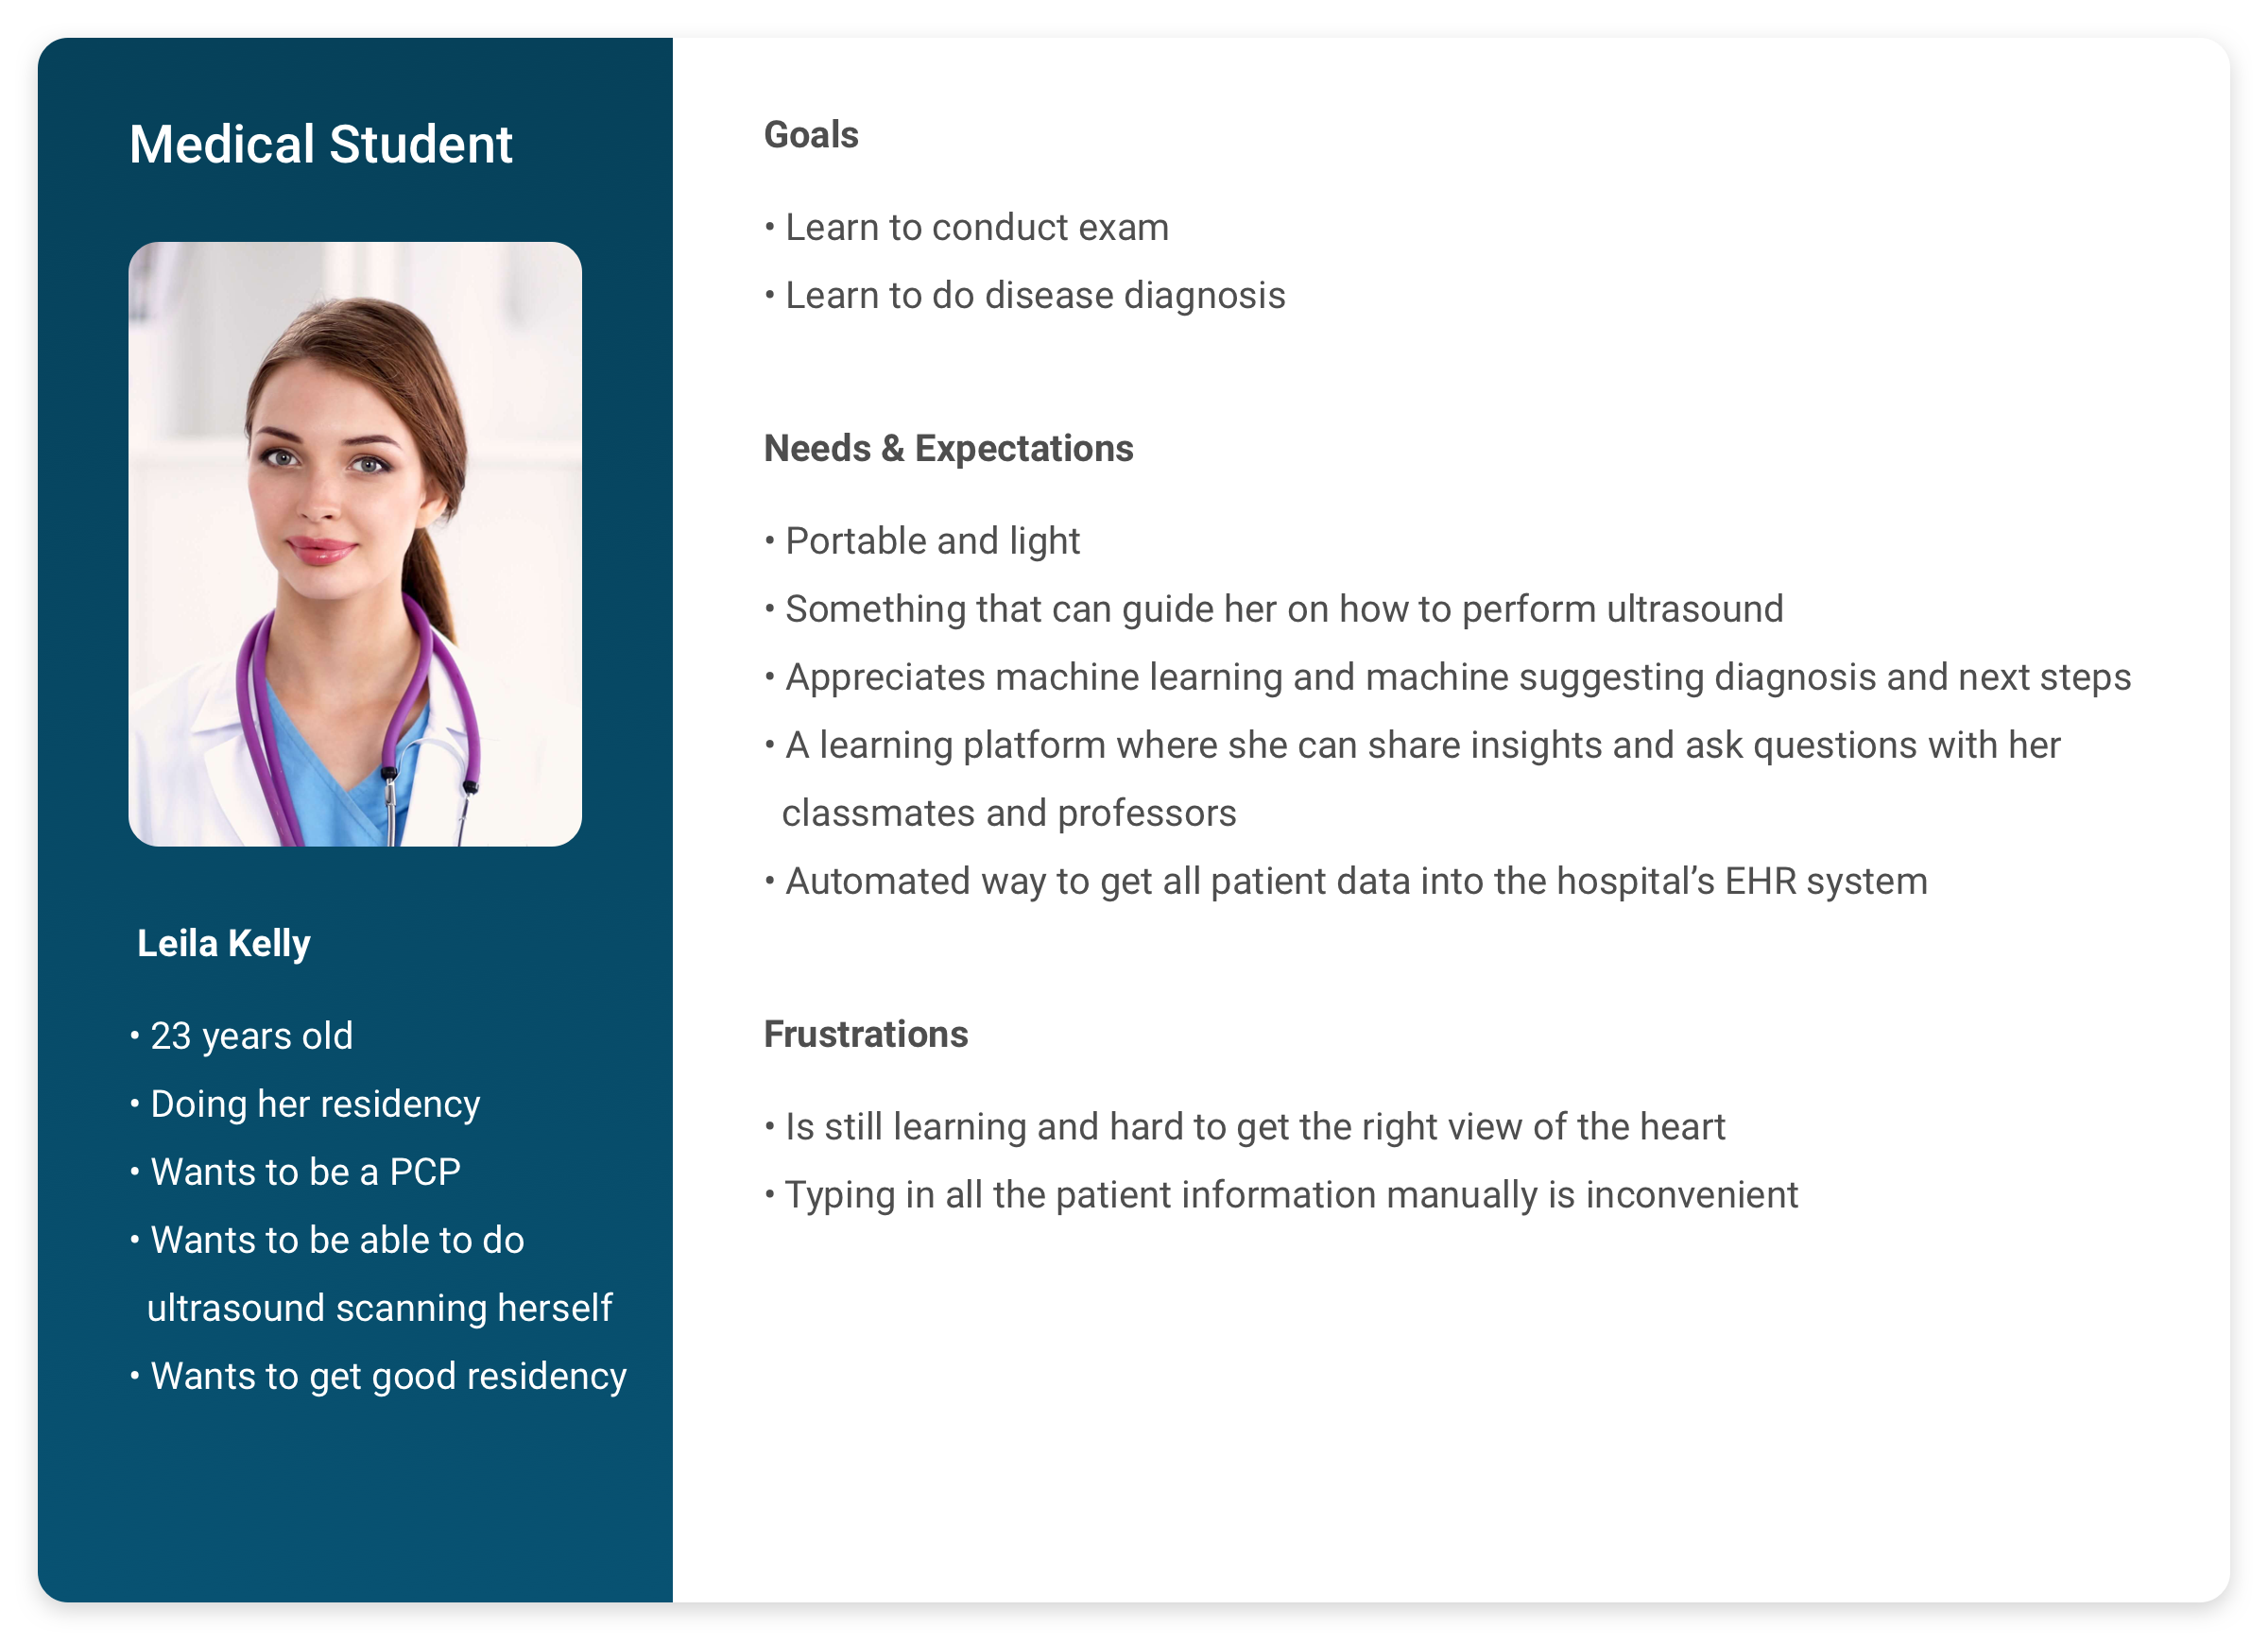 Medical Student
Leila Kelly
• 23 years old
• Doing her residency
• Wants to be a PCP
• Wants to be able to do
ultrasound scanning herself
• Wants to get good residency
Goals
• Learn to conduct exam
• Learn to do disease diagnosis
Needs & Expectations
• Portable and light
• Something that can guide her on how to perform ultrasound
• Appreciates machine learning and machine suggesting diagnosis and next steps
• A learning platform where she can share insights and ask questions with her
classmates and professors
• Automated way to get all patient data into the hospital’s EHR system
Frustrations
• Is still learning and hard to get the right view of the heart
• Typing in all the patient information manually is inconvenient